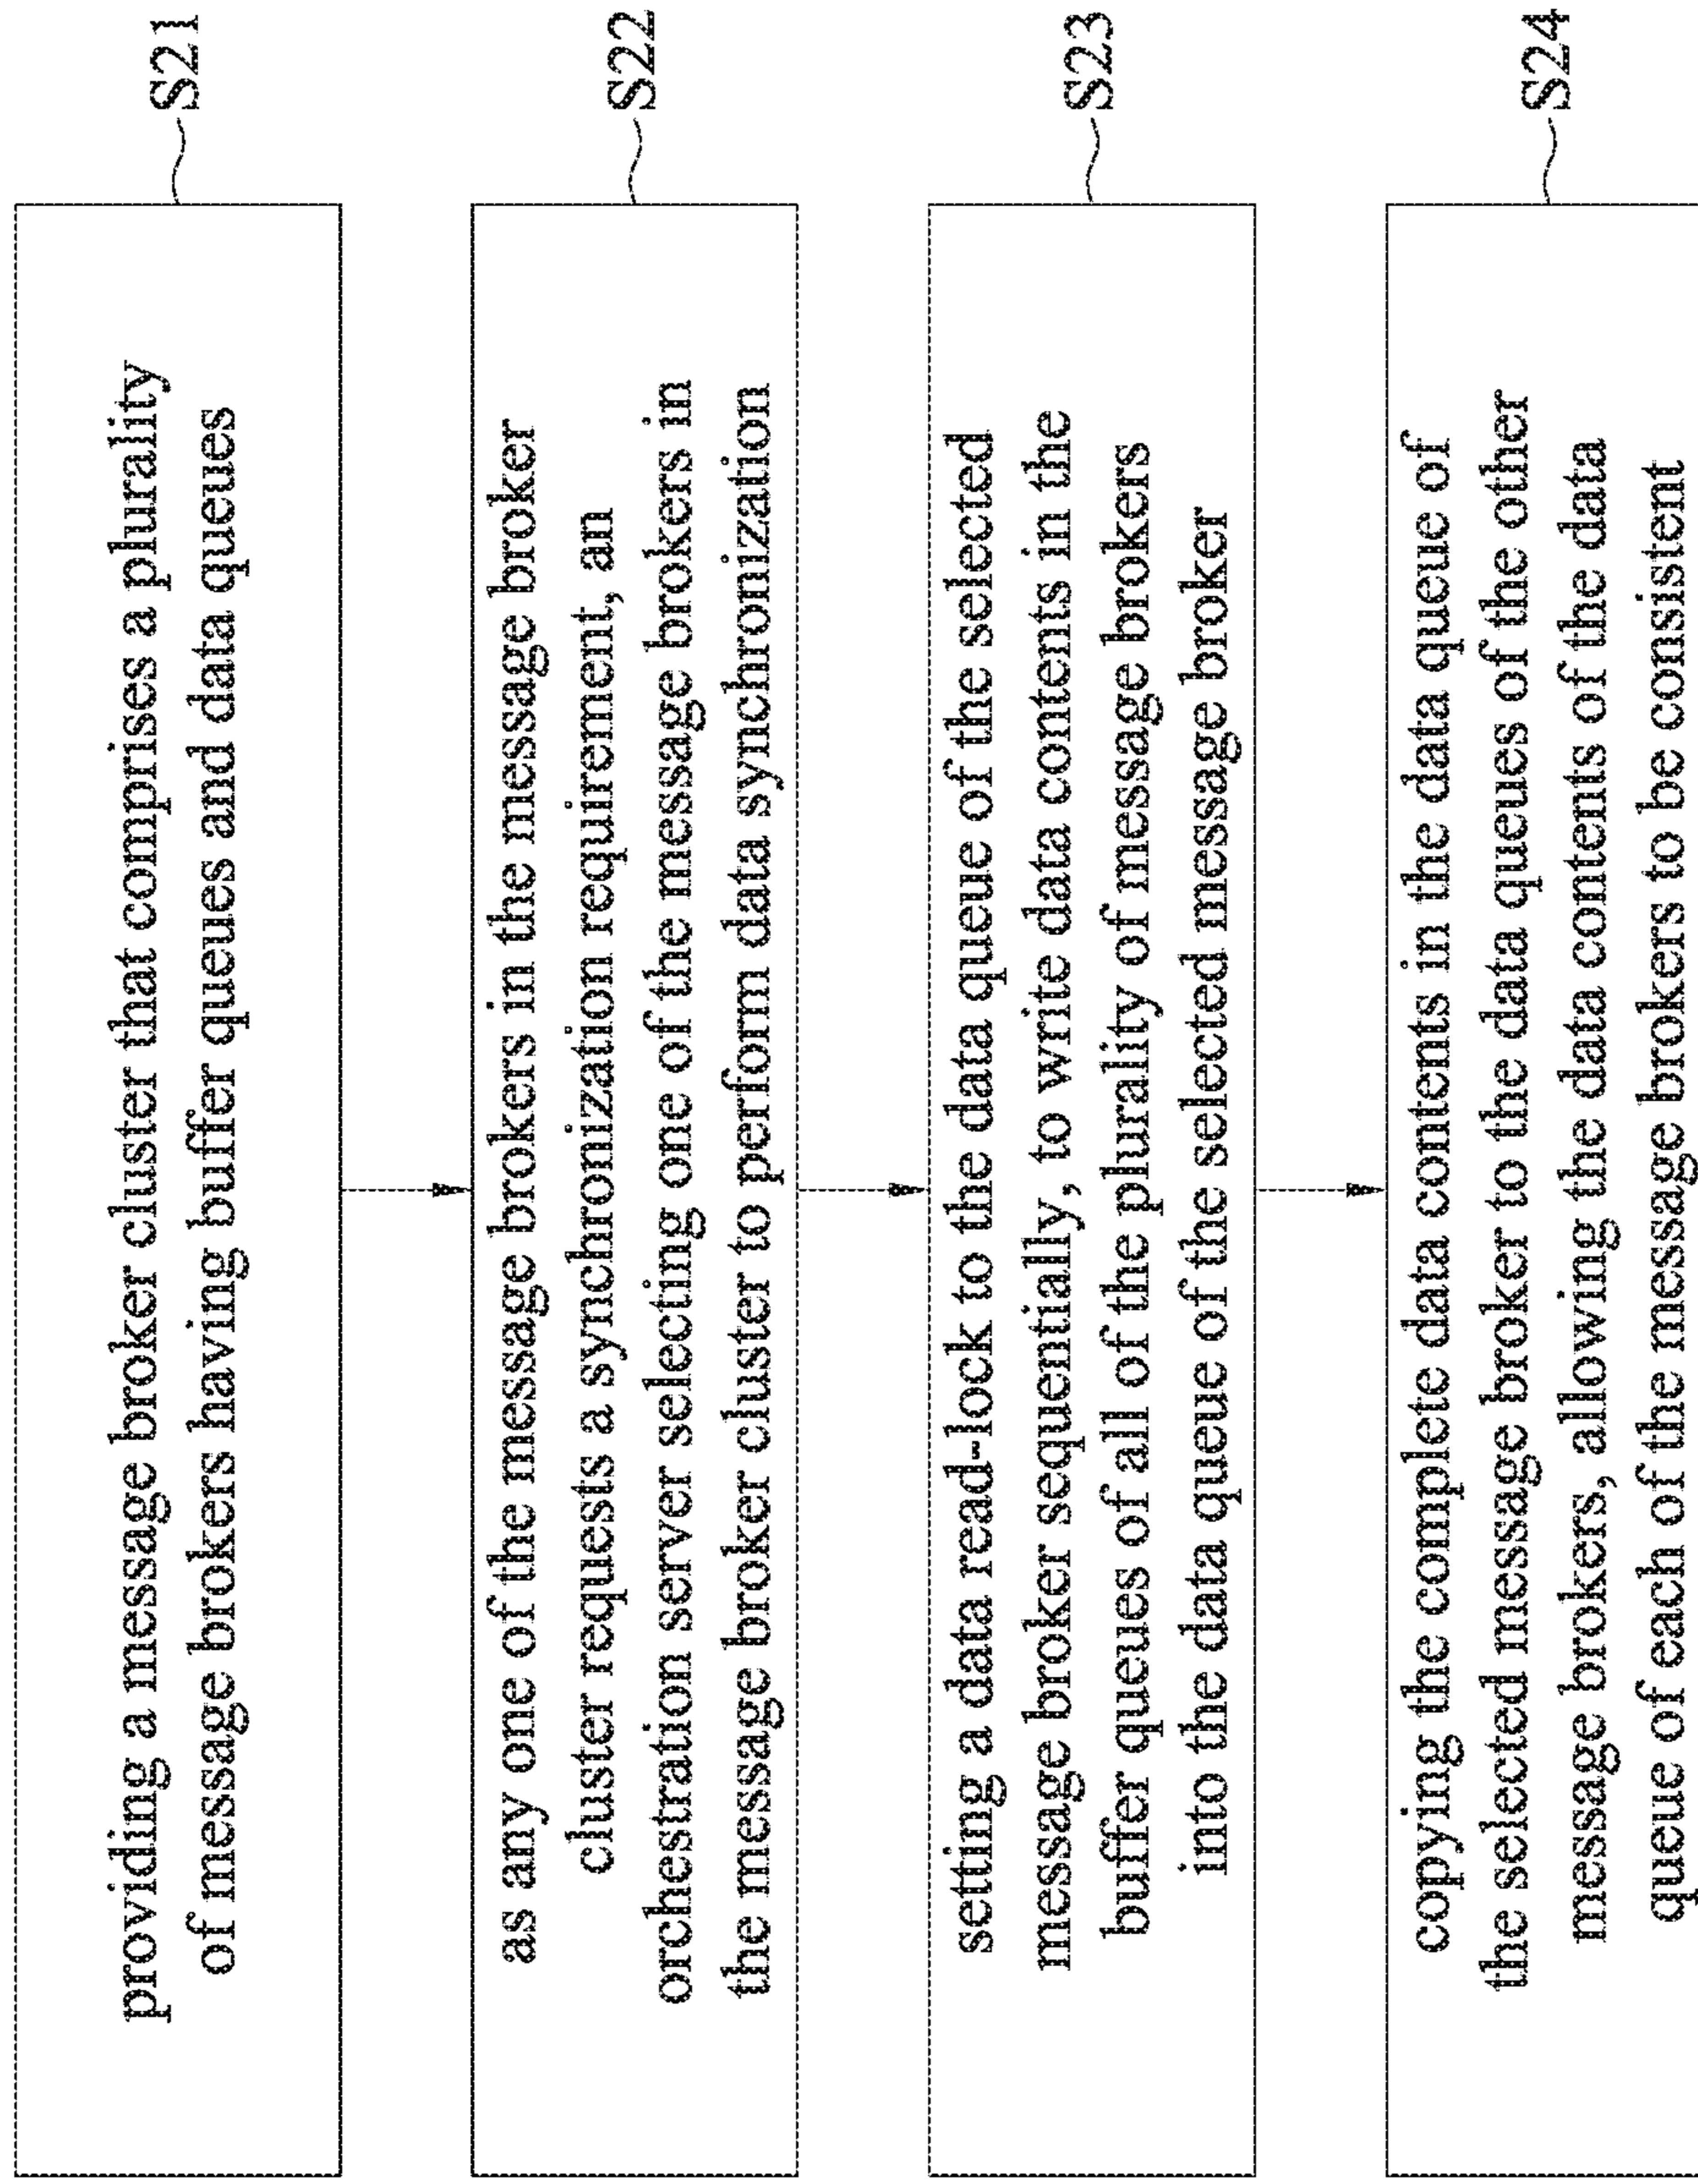 providing a message broker cluster that comprises a plurality
of message brokers having buffer queues and data queues
S21
as any one of the message brokers in the message broker
cluster requests a synchronization requirement, an
orchestration server selecting one of the message brokers in
the message broker cluster to perform data synchronization
S22
setting a data read-lock to the data queue of the selected
message broker sequentially, to write data contents in the
buffer queues of all of the plurality of message brokers
into the data queue of the selected message broker
S23
copying the complete data contents in the data queue of
the selected message broker to the data queues of the other
message brokers, allowing the data contents of the data
queue of each of the message brokers to be consistent
S24